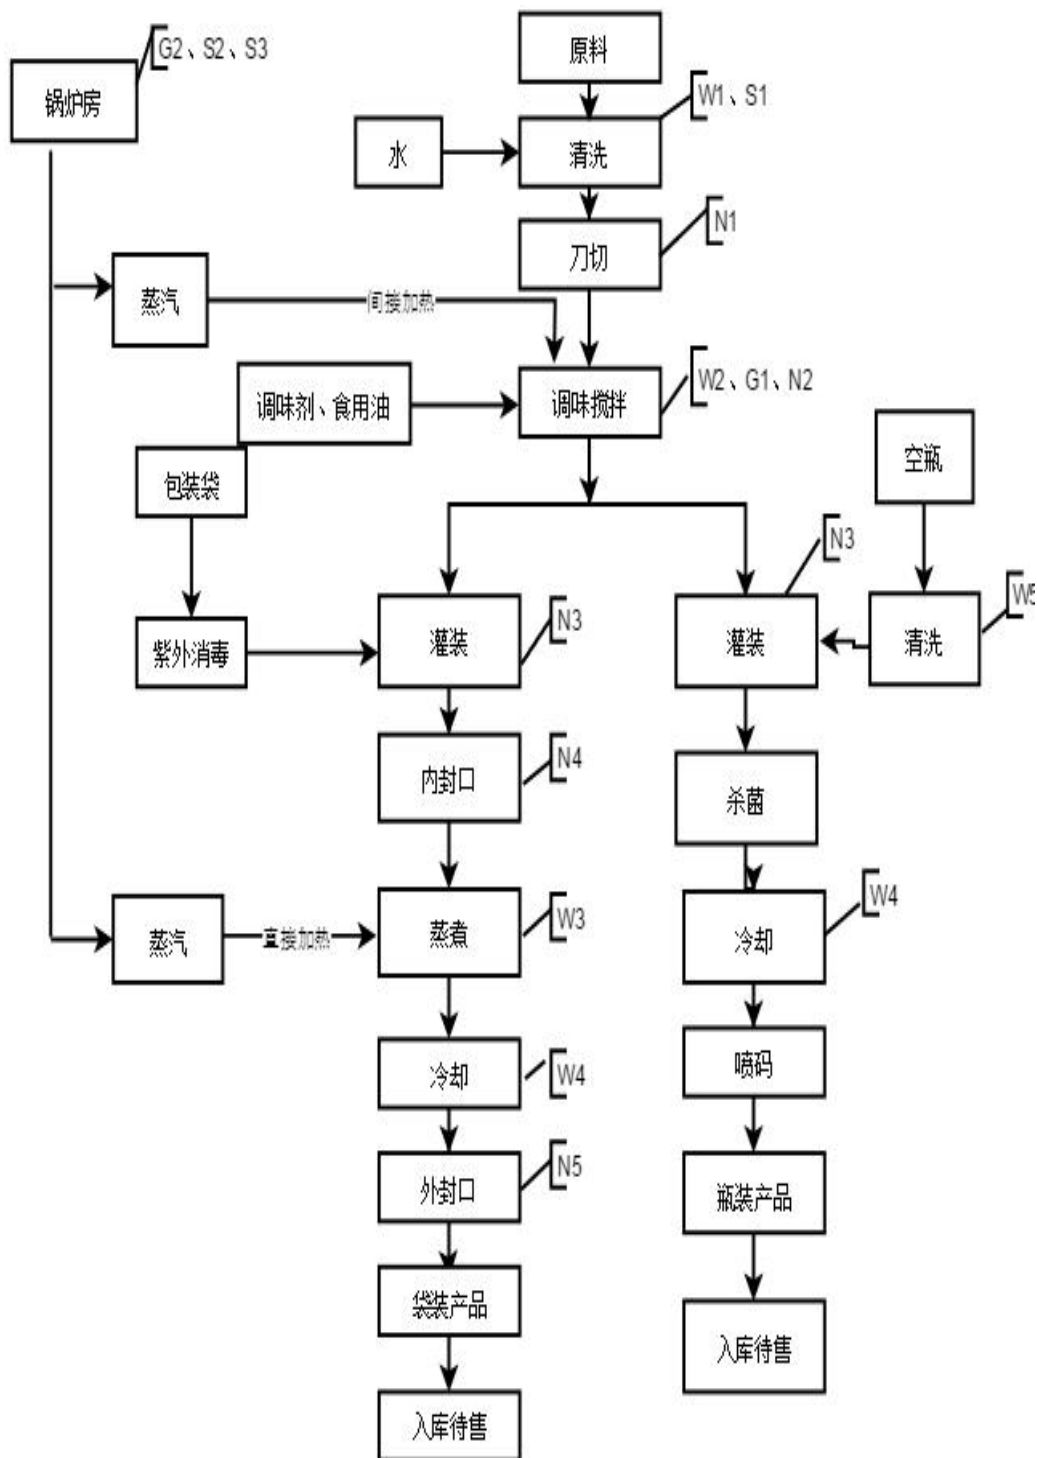 G2、S2、S3
原料
锅炉房
W1、S1
水
清洗
N1
刀切
蒸汽
间接加热
W2、G1、N2
调味剂、食用油
调味搅拌
空瓶
包装袋
N3
W5
N3
紫外消毒
灌装
灌装
清洗
N4
内封口
杀菌
W4
W3
蒸汽
直接加热
蒸煮
冷却
喷码
冷却
W4
N5
外封口
瓶装产品
袋装产品
入库待售
入库待售